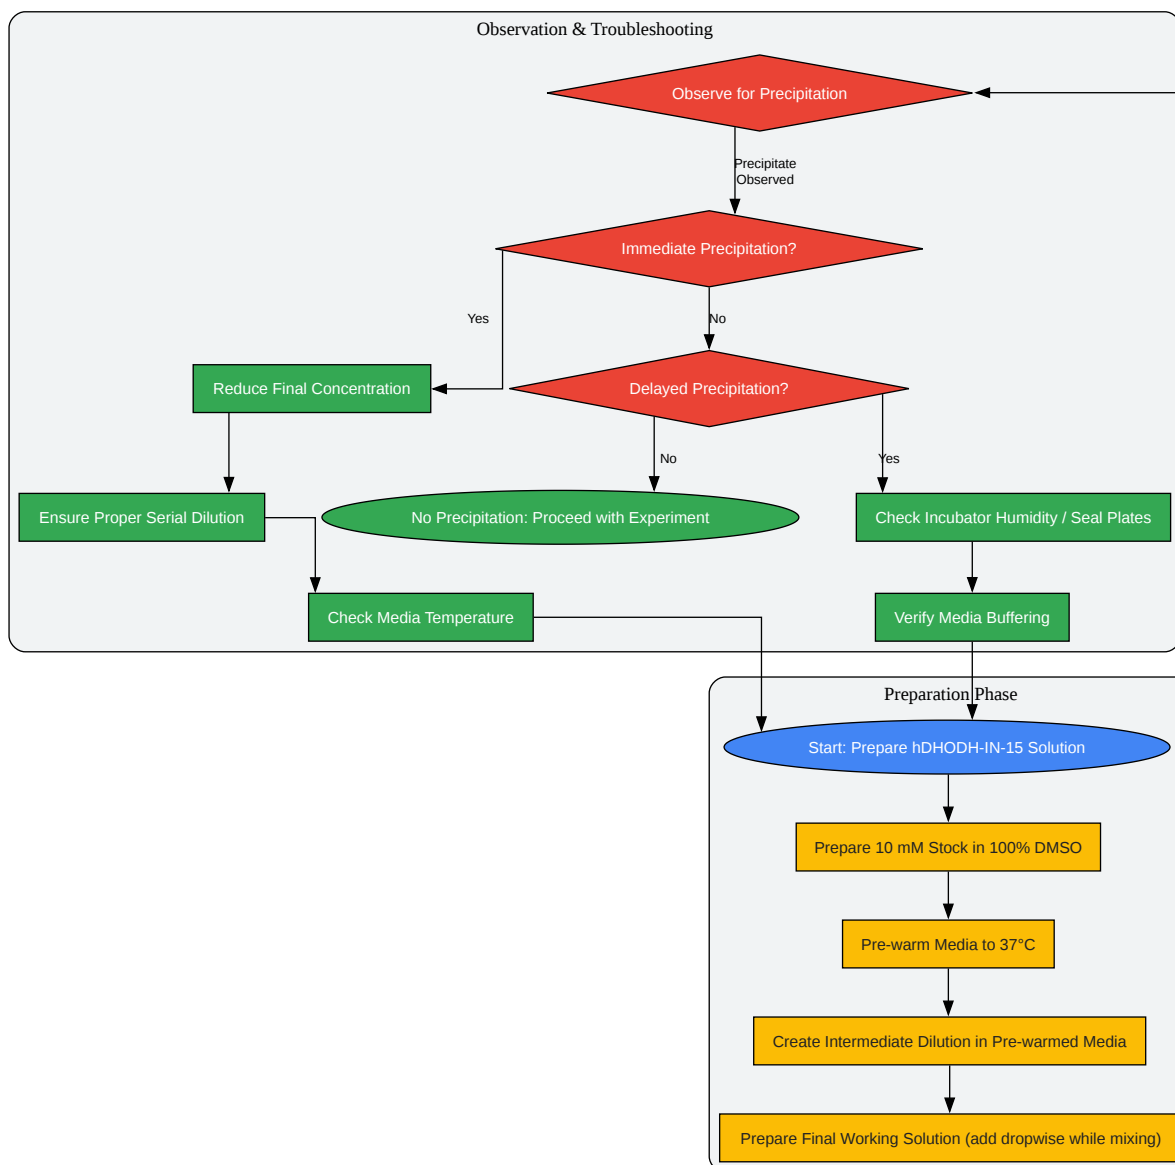 Observation & Troubleshooting
Observe for Precipitation
Precipitate
Observed
Immediate Precipitation?
Yes
No
Reduce Final Concentration
Delayed Precipitation?
No
Yes
Ensure Proper Serial Dilution
No Precipitation: Proceed with Experiment
Check Incubator Humidity / Seal Plates
Check Media Temperature
Verify Media Buffering
Preparation Phase
Start: Prepare hDHODH-IN-15 Solution
Prepare 10 mM Stock in 100% DMSO
Pre-warm Media to 37°C
Create Intermediate Dilution in Pre-warmed Media
Prepare Final Working Solution (add dropwise while mixing)